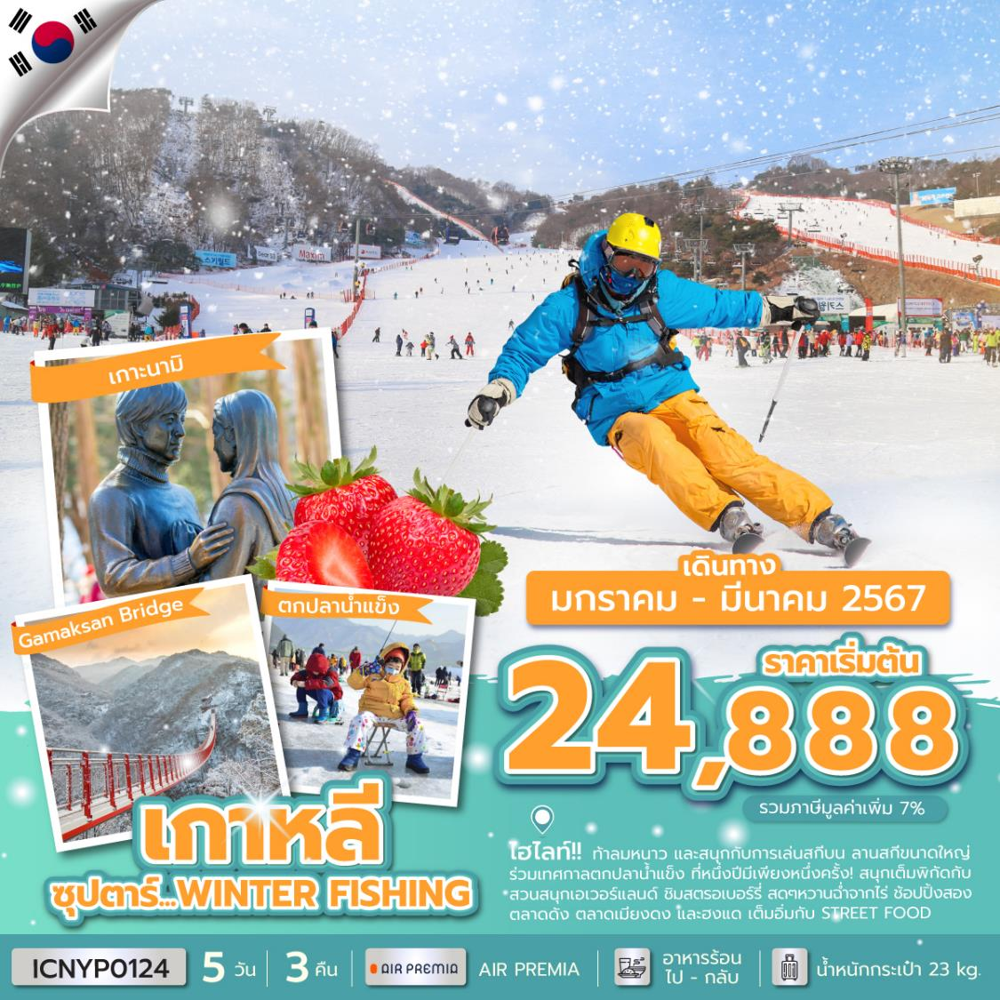 스키월드
Gear
Maxim
스키월드
เกาะนามิ
Gamaksan Bridge
ตกปลาน้ำแข็ง
เดินทาง
มกราคม - มีนาคม 2567
ราคาเริ่มต้น
24,888
รวมภาษีมูลค่าเพิ่ม 7%
เกาหลี
ซุปตาร์...WINTER FISHING
ไฮไลท์!! ท้าลมหนาว และสนุกกับการเล่นสกีบน ลานสกีขนาดใหญ่
ร่วมเทศกาลตกปลาน้ำแข็ง ที่หนึ่งปีมีเพียงหนึ่งครั้ง! สนุกเต็มพิกัดกับ
สวนสนุกเอเวอร์แลนด์ ชิมสตรอเบอร์รี่ สดๆหวานฉ่ำจากไร่ ช้อปปิ้งสอง
ตลาดดัง ตลาดเมียงดง และฮงแด เต็มอิ่มกับ STREET FOOD
ICNYP0124
5 วัน
3 คืน
AIR PREMIA
AIR PREMIA
อาหารร้อน
ไป - กลับ
น้ำหนักกระเป๋า 23 kg.